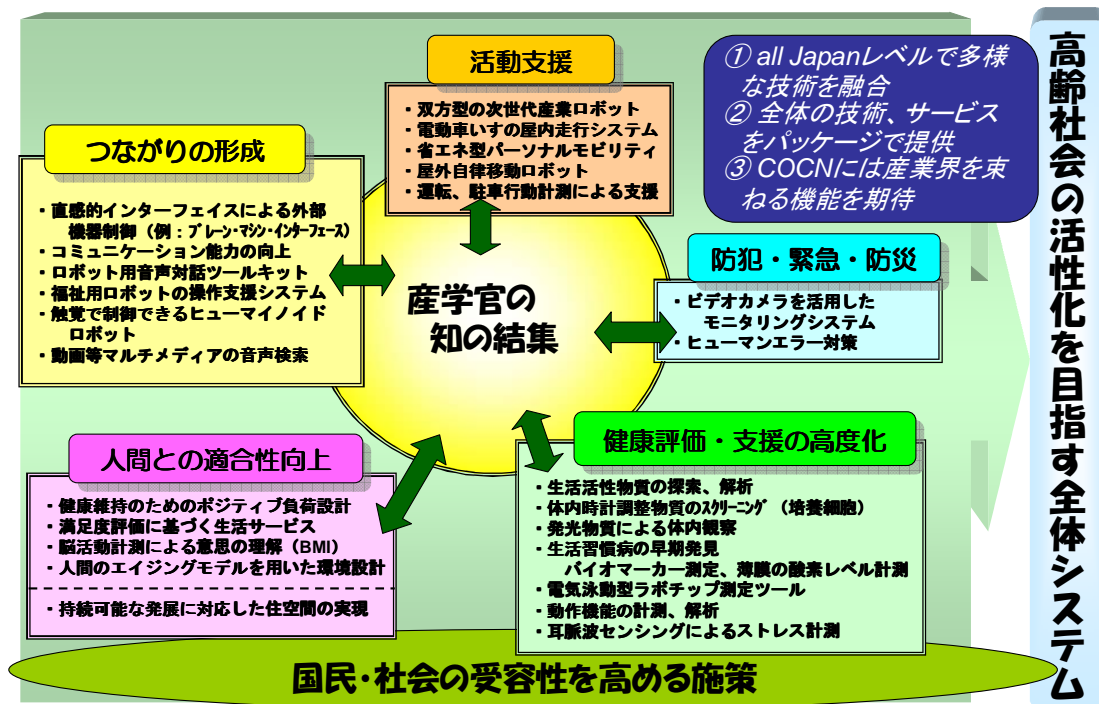 活動支援
・双方型の次世代産業ロボット
・電動車いすの屋内走行システム
・省エネ型パーソナルモビリティ
・屋外自律移動ロボット
・運転、駐車行動計測による支援
① all Japanレベルで多様
な技術を融合
② 全体の技術、サービス
をパッケージで提供
③ COCNには産業界を束
ねる機能を期待
つながりの形成
・直感的インターフェイスによる外部
機器制御（例：ブレーン・マシン・インターフェース）
・コミュニケーション能力の向上
・ロボット用音声対話ツールキット
・福祉用ロボットの操作支援システム
・触覚で制御できるヒューマイノイド
ロボット
・動画等マルチメディアの音声検索
産学官の
知の結集
防犯・緊急・防災
・ビデオカメラを活用した
モニタリングシステム
・ヒューマンエラー対策
人間との適合性向上
・健康維持のためのポジティブ負荷設計
・満足度評価に基づく生活サービス
・脳活動計測による意思の理解（BMI）
・人間のエイジングモデルを用いた環境設計
・持続可能な発展に対応した住空間の実現
健康評価・支援の高度化
・生活活性物質の探索、解析
・体内時計調整物質のスクリーニング （培養細胞）
・発光物質による体内観察
・生活習慣病の早期発見
バイオマーカー測定、薄膜の酸素レベル計測
・電気泳動型ラボチップ測定ツール
・動作機能の計測、解析
・耳脈波センシングによるストレス計測
国民・社会の受容性を高める施策
高齢社会の活性化を目指す全体システム